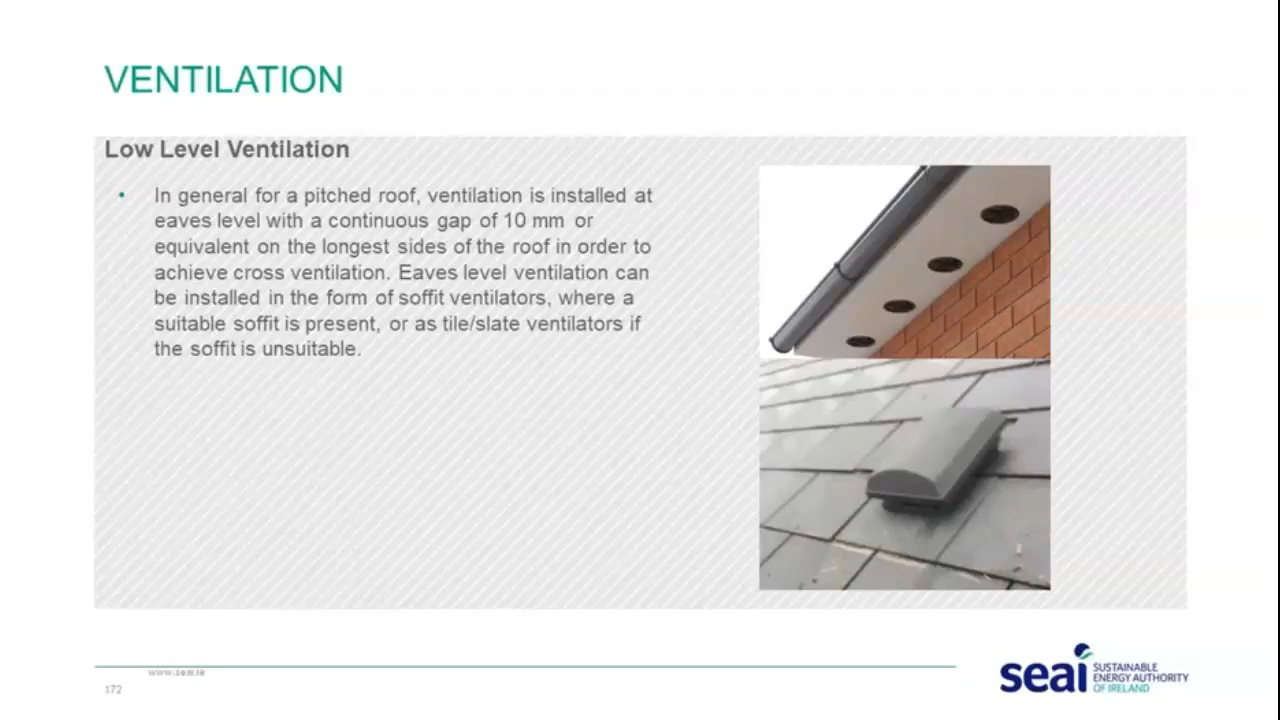 VENTILATION
Low Level Ventilation
• In general for a pitched roof, ventilation is installed at
eaves level with a continuous gap of 10 mm or
equivalent on the longest sides of the roof in order to
achieve cross ventilation. Eaves level ventilation can
be installed in the form of soffit ventilators, where a
suitable soffit is present, or as tile/slate ventilators if
the soffit is unsuitable.
www.seai.ie
172
seai
SUSTAINABLE
ENERGY AUTHORITY
OF IRELAND